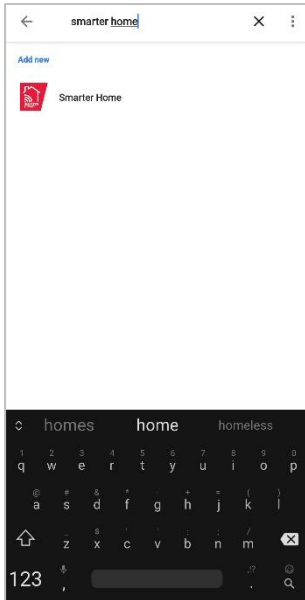 smarter home
Add new
Smarter Home
homes home homeless
1 2 3 4 5 6 7 8 9 0
q w e r t y u i o p
@ # & * - + = ( )
a s d f g h j k l
z x c v b n m
123 , .